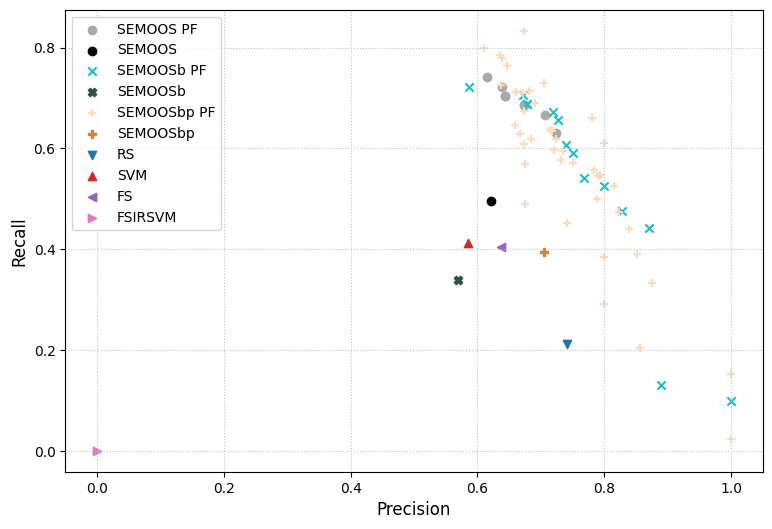 SEMOOS PF
SEMOOS
SEMOOSb PF
SEMOOSb
SEMOOSbp PF
SEMOOSbp
RS
SVM
FS
FSIRSVM
Recall
0.8
0.6
0.4
0.2
0.0
0.0 0.2 0.4 0.6 0.8 1.0
Precision